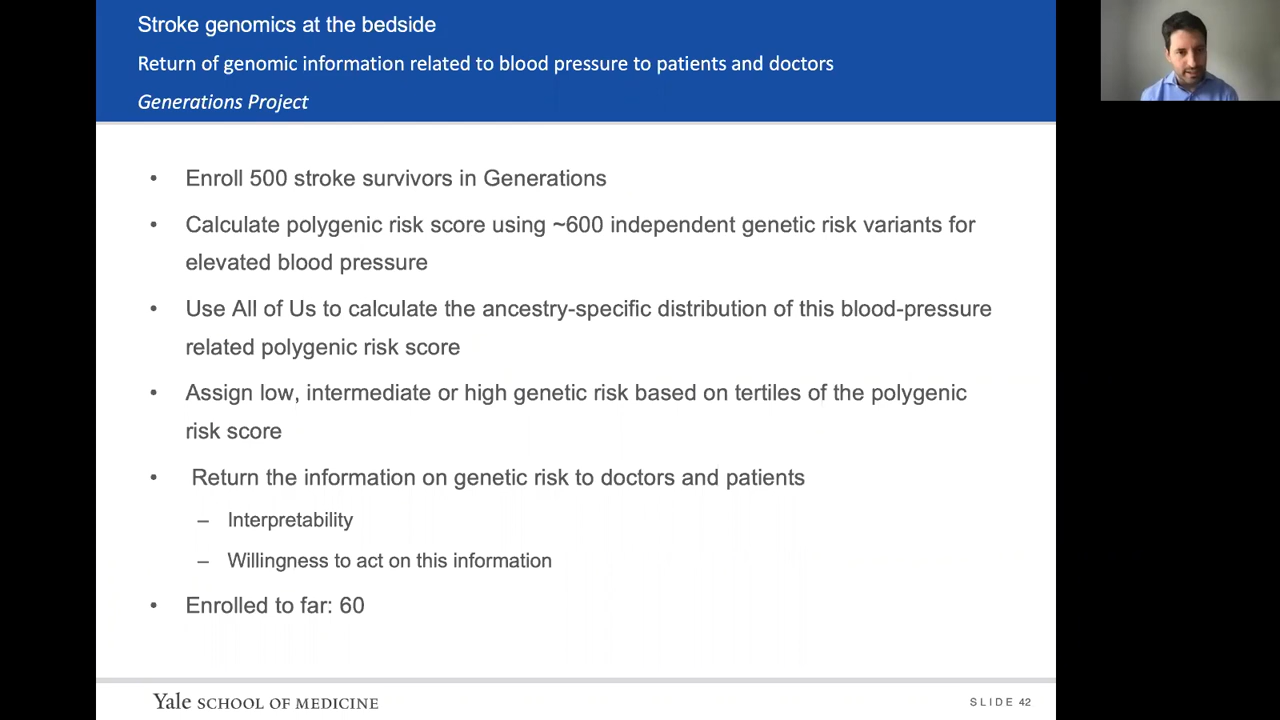 Stroke genomics at the bedside
Return of genomic information related to blood pressure to patients and doctors
Generations Project
• Enroll 500 stroke survivors in Generations
• Calculate polygenic risk score using ~600 independent genetic risk variants for
elevated blood pressure
• Use All of Us to calculate the ancestry-specific distribution of this blood-pressure
related polygenic risk score
• Assign low, intermediate or high genetic risk based on tertiles of the polygenic
risk score
• Return the information on genetic risk to doctors and patients
– Interpretability
– Willingness to act on this information
• Enrolled to far: 60
Yale SCHOOL OF MEDICINE
SLIDE 42